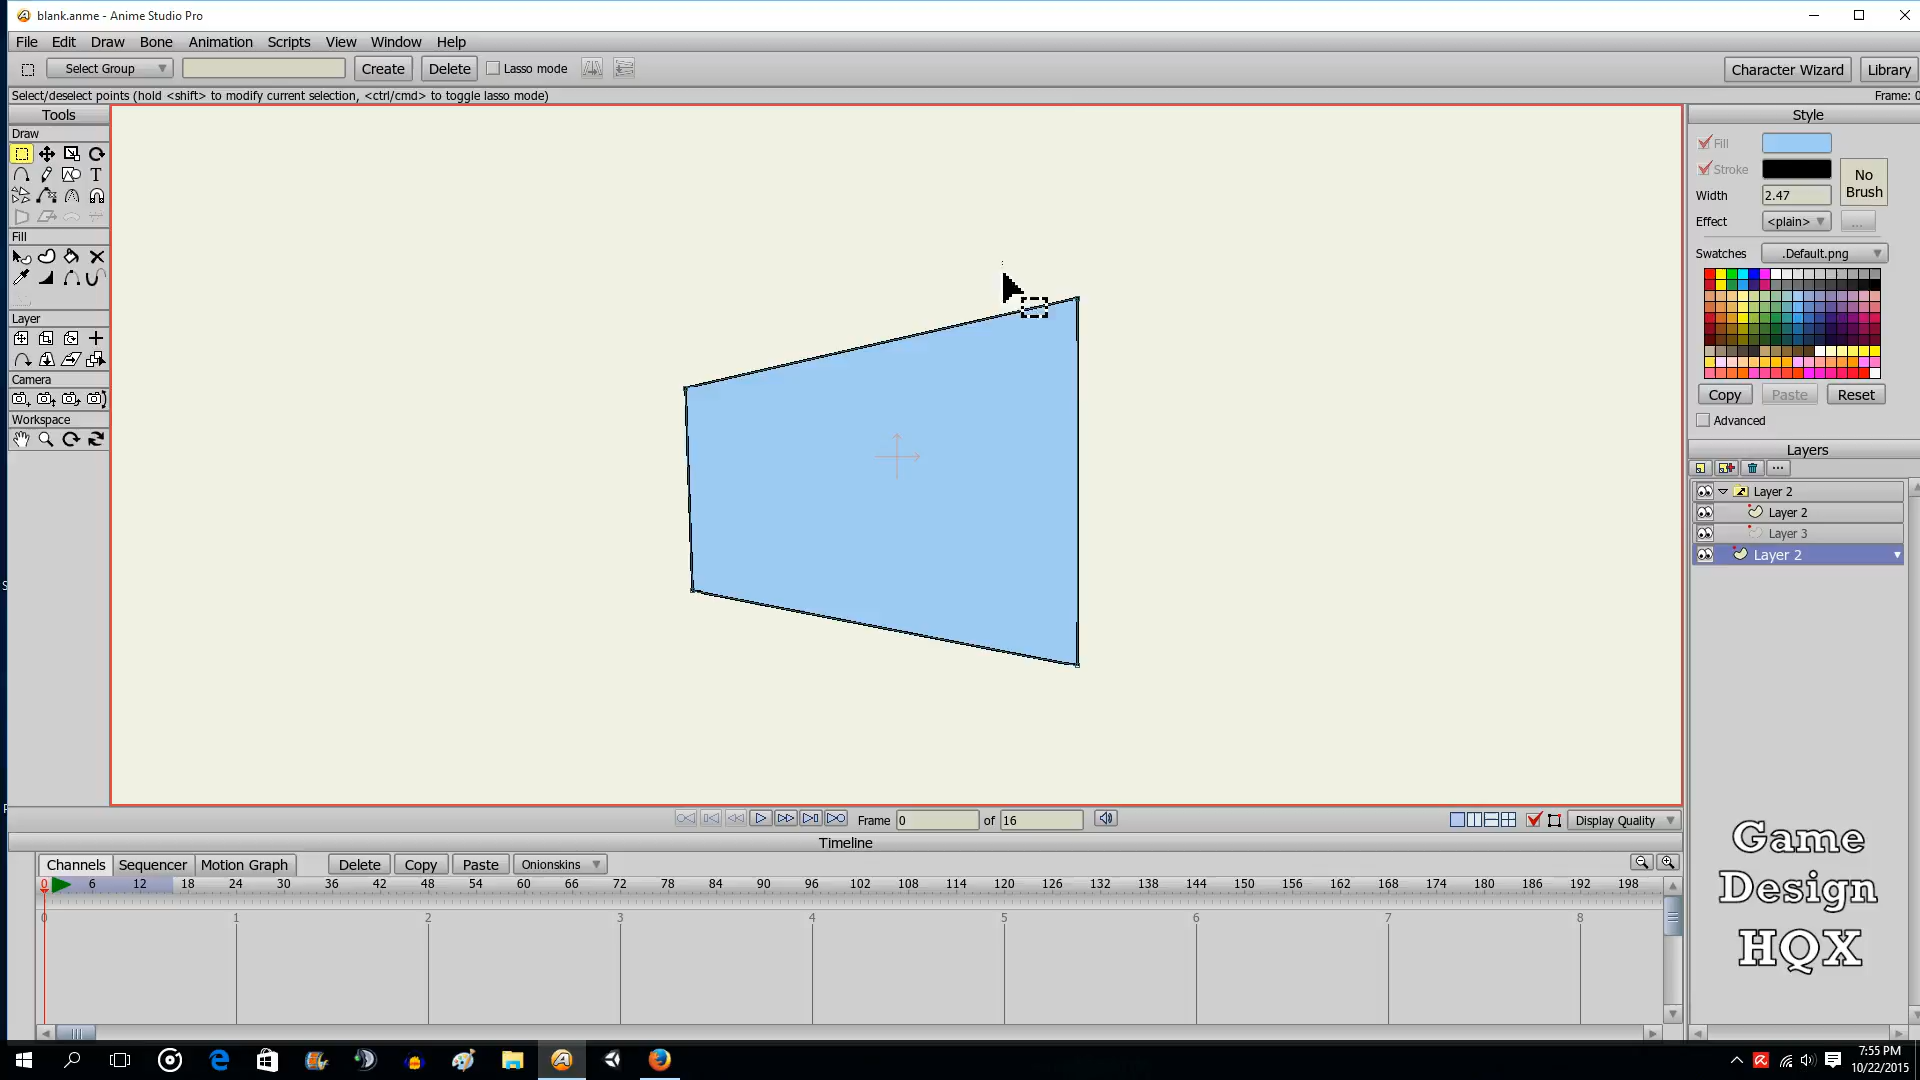 blank.anme - Anime Studio Pro
File Edit Draw Bone Animation Scripts View Window Help
Select Group Create Delete Lasso mode Character Wizard Library
Select/deselect points (hold <shift> to modify current selection, <ctrl/cmd> to toggle lasso mode) Frame: 0
Tools
Draw
T
Fill
Layer
Camera
Workspace
Style
Fill
Stroke
No
Brush
Width 2.47
Effect <plain> ...
Swatches .Default.png
Copy Paste Reset
Advanced
Layers
Layer 2
Layer 2
Layer 3
Layer 2
Frame 0 of 16 Display Quality
Timeline
Channels Sequencer Motion Graph Delete Copy Paste Onionskins
0 6 12 18 24 30 36 42 48 54 60 66 72 78 84 90 96 102 108 114 120 126 132 138 144 150 156 162 168 174 180 186 192 198
0 1 2 3 4 5 6 7 8
Game
Design
HQX
7:55 PM
10/22/2015